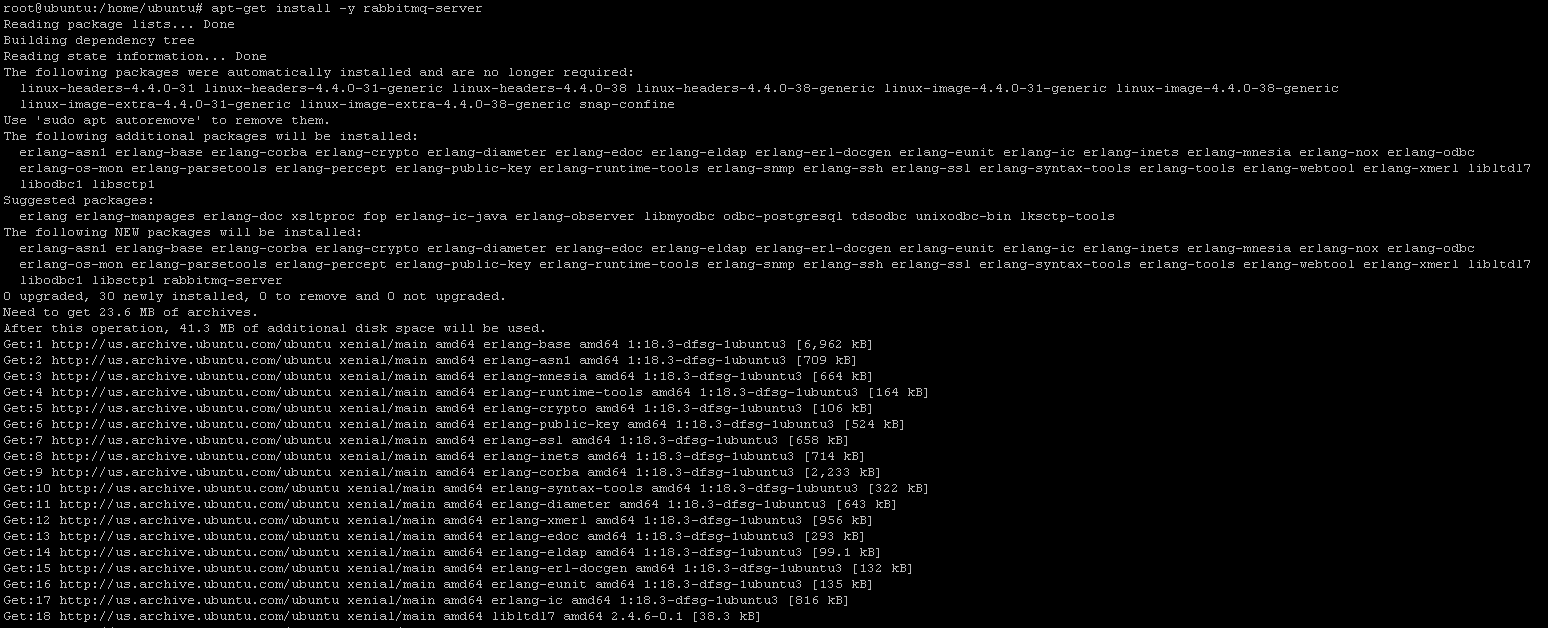 root@ubuntu:/home/ubuntu# apt-get install -y rabbitmq-server
Reading package lists... Done
Building dependency tree
Reading state information... Done
The following packages were automatically installed and are no longer required:
linux-headers-4.4.0-31 linux-headers-4.4.0-31-generic linux-headers-4.4.0-38 linux-headers-4.4.0-38-generic linux-image-4.4.0-31-generic linux-image-4.4.0-38-generic
linux-image-extra-4.4.0-31-generic linux-image-extra-4.4.0-38-generic snap-confine
Use 'sudo apt autoremove' to remove them.
The following additional packages will be installed:
erlang-asn1 erlang-base erlang-corba erlang-crypto erlang-diameter erlang-edoc erlang-eldap erlang-erl-docgen erlang-eunit erlang-ic erlang-inets erlang-mnesia erlang-nox erlang-odbc
erlang-os-mon erlang-parsetools erlang-percept erlang-public-key erlang-runtime-tools erlang-snmp erlang-ssh erlang-ssl erlang-syntax-tools erlang-tools erlang-webtool erlang-xmerl libltdl7
libodbc1 libsctp1
Suggested packages:
erlang erlang-manpages erlang-doc xsltproc fop erlang-ic-java erlang-observer libmyodbc odbc-postgresql tdsodbc unixodbc-bin lksctp-tools
The following NEW packages will be installed:
erlang-asn1 erlang-base erlang-corba erlang-crypto erlang-diameter erlang-edoc erlang-eldap erlang-erl-docgen erlang-eunit erlang-ic erlang-inets erlang-mnesia erlang-nox erlang-odbc
erlang-os-mon erlang-parsetools erlang-percept erlang-public-key erlang-runtime-tools erlang-snmp erlang-ssh erlang-ssl erlang-syntax-tools erlang-tools erlang-webtool erlang-xmerl libltdl7
libodbc1 libsctp1 rabbitmq-server
0 upgraded, 30 newly installed, 0 to remove and 0 not upgraded.
Need to get 23.6 MB of archives.
After this operation, 41.3 MB of additional disk space will be used.
Get:1 http://us.archive.ubuntu.com/ubuntu xenial/main amd64 erlang-base amd64 1:18.3-dfsg-1ubuntu3 [6,962 kB]
Get:2 http://us.archive.ubuntu.com/ubuntu xenial/main amd64 erlang-asn1 amd64 1:18.3-dfsg-1ubuntu3 [709 kB]
Get:3 http://us.archive.ubuntu.com/ubuntu xenial/main amd64 erlang-mnesia amd64 1:18.3-dfsg-1ubuntu3 [664 kB]
Get:4 http://us.archive.ubuntu.com/ubuntu xenial/main amd64 erlang-runtime-tools amd64 1:18.3-dfsg-1ubuntu3 [164 kB]
Get:5 http://us.archive.ubuntu.com/ubuntu xenial/main amd64 erlang-crypto amd64 1:18.3-dfsg-1ubuntu3 [106 kB]
Get:6 http://us.archive.ubuntu.com/ubuntu xenial/main amd64 erlang-public-key amd64 1:18.3-dfsg-1ubuntu3 [524 kB]
Get:7 http://us.archive.ubuntu.com/ubuntu xenial/main amd64 erlang-ssl amd64 1:18.3-dfsg-1ubuntu3 [658 kB]
Get:8 http://us.archive.ubuntu.com/ubuntu xenial/main amd64 erlang-inets amd64 1:18.3-dfsg-1ubuntu3 [714 kB]
Get:9 http://us.archive.ubuntu.com/ubuntu xenial/main amd64 erlang-corba amd64 1:18.3-dfsg-1ubuntu3 [2,233 kB]
Get:10 http://us.archive.ubuntu.com/ubuntu xenial/main amd64 erlang-syntax-tools amd64 1:18.3-dfsg-1ubuntu3 [322 kB]
Get:11 http://us.archive.ubuntu.com/ubuntu xenial/main amd64 erlang-diameter amd64 1:18.3-dfsg-1ubuntu3 [643 kB]
Get:12 http://us.archive.ubuntu.com/ubuntu xenial/main amd64 erlang-xmerl amd64 1:18.3-dfsg-1ubuntu3 [956 kB]
Get:13 http://us.archive.ubuntu.com/ubuntu xenial/main amd64 erlang-edoc amd64 1:18.3-dfsg-1ubuntu3 [293 kB]
Get:14 http://us.archive.ubuntu.com/ubuntu xenial/main amd64 erlang-eldap amd64 1:18.3-dfsg-1ubuntu3 [99.1 kB]
Get:15 http://us.archive.ubuntu.com/ubuntu xenial/main amd64 erlang-erl-docgen amd64 1:18.3-dfsg-1ubuntu3 [132 kB]
Get:16 http://us.archive.ubuntu.com/ubuntu xenial/main amd64 erlang-eunit amd64 1:18.3-dfsg-1ubuntu3 [135 kB]
Get:17 http://us.archive.ubuntu.com/ubuntu xenial/main amd64 erlang-ic amd64 1:18.3-dfsg-1ubuntu3 [816 kB]
Get:18 http://us.archive.ubuntu.com/ubuntu xenial/main amd64 libltdl7 amd64 2.4.6-0.1 [38.3 kB]